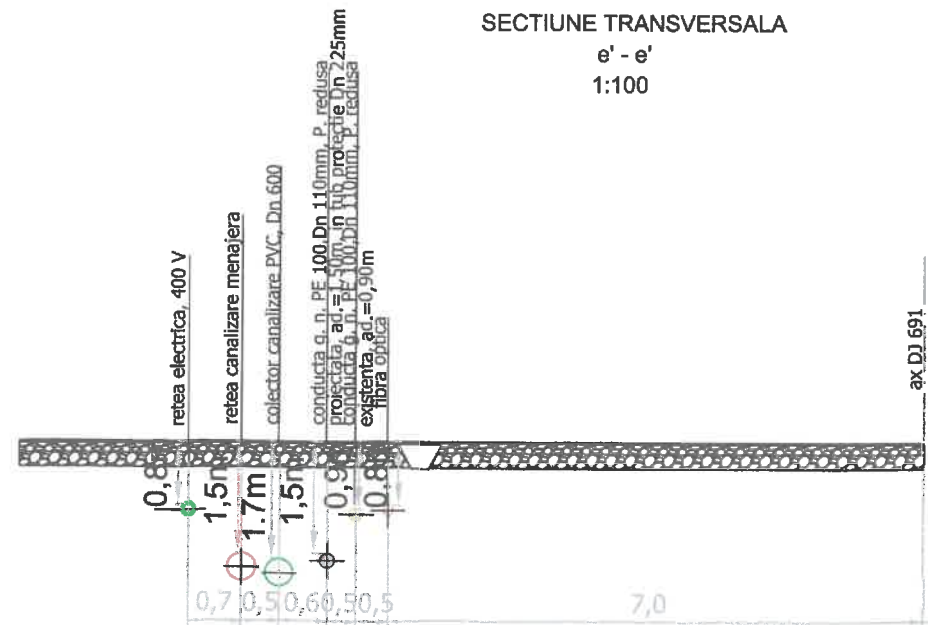 SECTIUNE TRANSVERSALA
e' - e'
1:100
retea electrica, 400 V
retea canalizare menajera
colector canalizare PVC, Dn 600
conducta g. n. PE 100,Dn 110mm, P. redusa
proiectata, ad.=1,50m, in tub protectie Dn 225mm
conducta g. n. PE 100,Dn 110mm, P. redusa
existenta, ad.=0,90m
fibra optica
ax DJ 691
0,8
1,5m
1.7m
1,5m
0,9
0,8
0,7
0,5
0,6
0,5
0,5
7,0